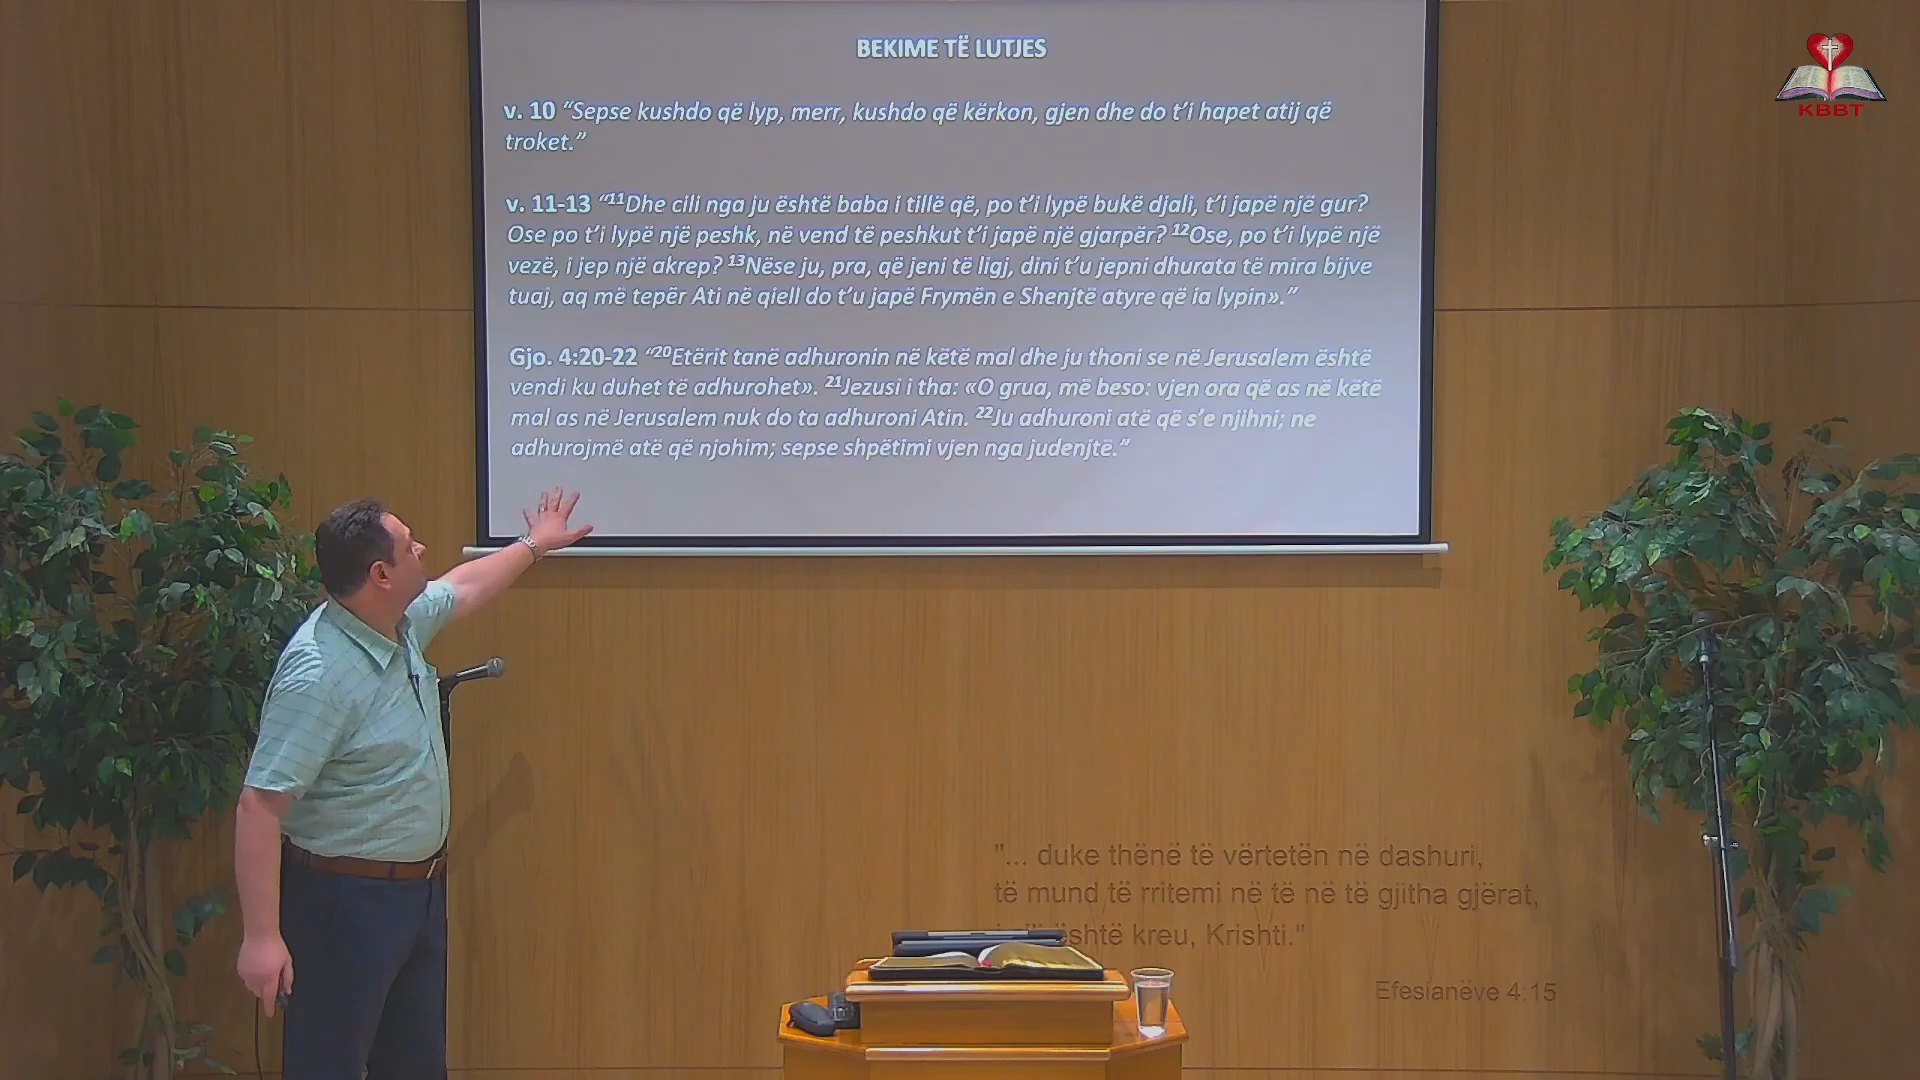 BEKIME TË LUTJES
v. 10 “Sepse kushdo që lyp, merr, kushdo që kërkon, gjen dhe do t’i hapet atij që
troket.”
v. 11-13 “11Dhe cili nga ju është baba i tillë që, po t’i lypë bukë djali, t’i japë një gur?
Ose po t’i lypë një peshk, në vend të peshkut t’i japë një gjarpër? 12Ose, po t’i lypë një
vezë, i jep një akrep? 13Nëse ju, pra, që jeni të ligj, dini t’u jepni dhurata të mira bijve
tuaj, aq më tepër Ati në qiell do t’u japë Frymën e Shenjtë atyre që ia lypin».”
Gjo. 4:20-22 “20Etërit tanë adhuronin në këtë mal dhe ju thoni se në Jerusalem është
vendi ku duhet të adhurohet». 21Jezusi i tha: «O grua, më beso: vjen ora që as në këtë
mal as në Jerusalem nuk do ta adhuroni Atin. 22Ju adhuroni atë që s’e njihni; ne
adhurojmë atë që njohim; sepse shpëtimi vjen nga judenjtë.”
KBBT
"... duke thënë të vërtetën në dashuri,
të mund të rritemi në të në të gjitha gjërat,
është kreu, Krishti."
Efesianëve 4:15